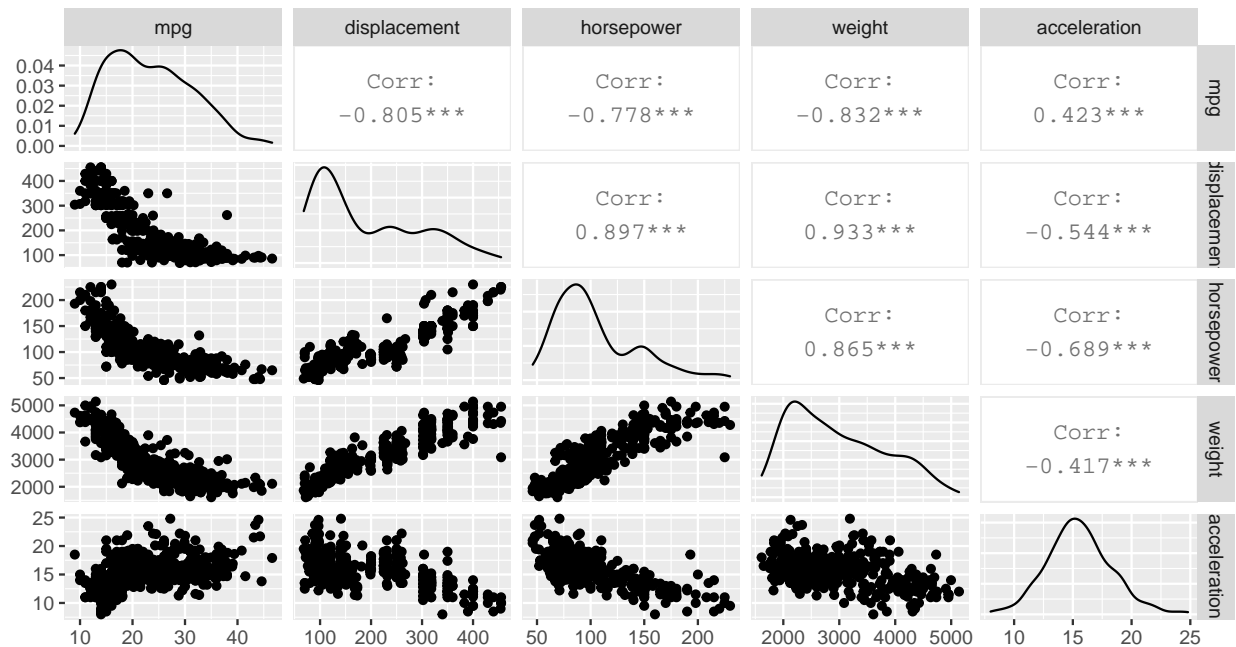 mpg displacement horsepower weight acceleration
0.04
0.03
0.02
0.01
0.00
Corr:
-0.805***
Corr:
-0.778***
Corr:
-0.832***
Corr:
0.423***
mpg
400
300
200
100
Corr:
0.897***
Corr:
0.933***
Corr:
-0.544***
displacement
200
150
100
50
Corr:
0.865***
Corr:
-0.689***
horsepower
5000
4000
3000
2000
Corr:
-0.417***
weight
25
20
15
10
acceleration
10 20 30 40 100 200 300 400 50 100 150 200 2000 3000 4000 5000 10 15 20 25